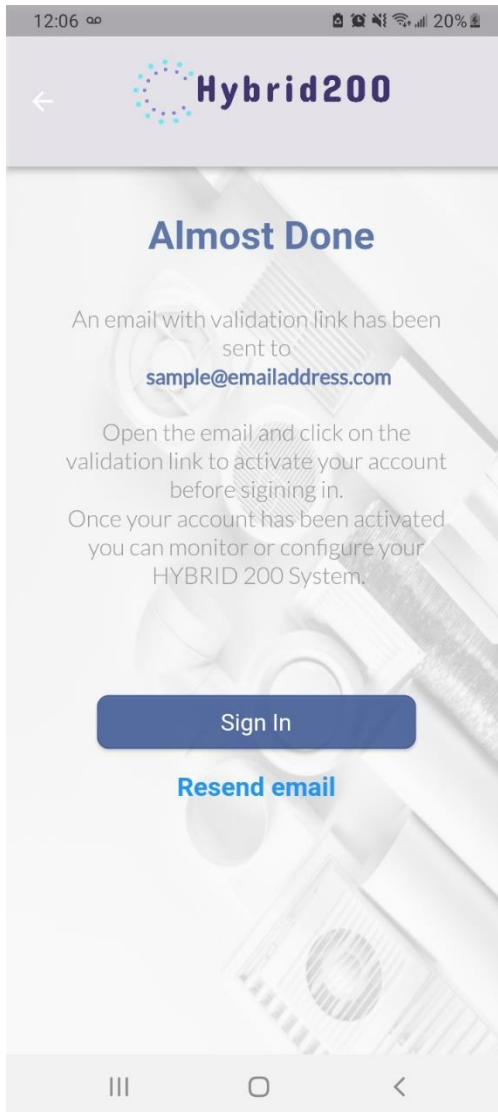 12:06
20%
Hybrid200
Almost Done
An email with validation link has been
sent to
sample@emailaddress.com
Open the email and click on the
validation link to activate your account
before sigining in.
Once your account has been activated
you can monitor or configure your
HYBRID 200 System.
Sign In
Resend email